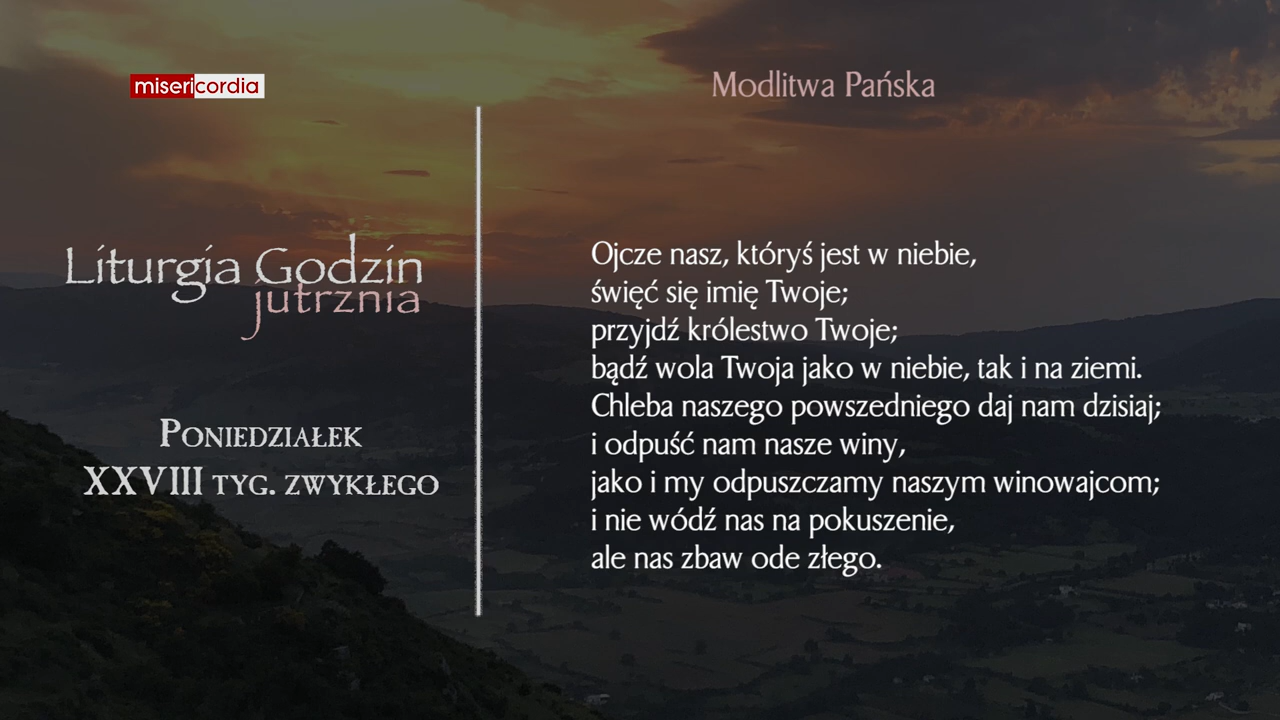 misericordia
Modlitwa Pańska
Liturgia Godzin
jutrznia
Poniedziałek
XXVIII tyg. zwykłego
Ojcze nasz, któryś jest w niebie,
święć się imię Twoje;
przyjdź królestwo Twoje;
bądź wola Twoja jako w niebie, tak i na ziemi.
Chleba naszego powszedniego daj nam dzisiaj;
i odpuść nam nasze winy,
jako i my odpuszczamy naszym winowajcom;
i nie wódź nas na pokuszenie,
ale nas zbaw ode złego.